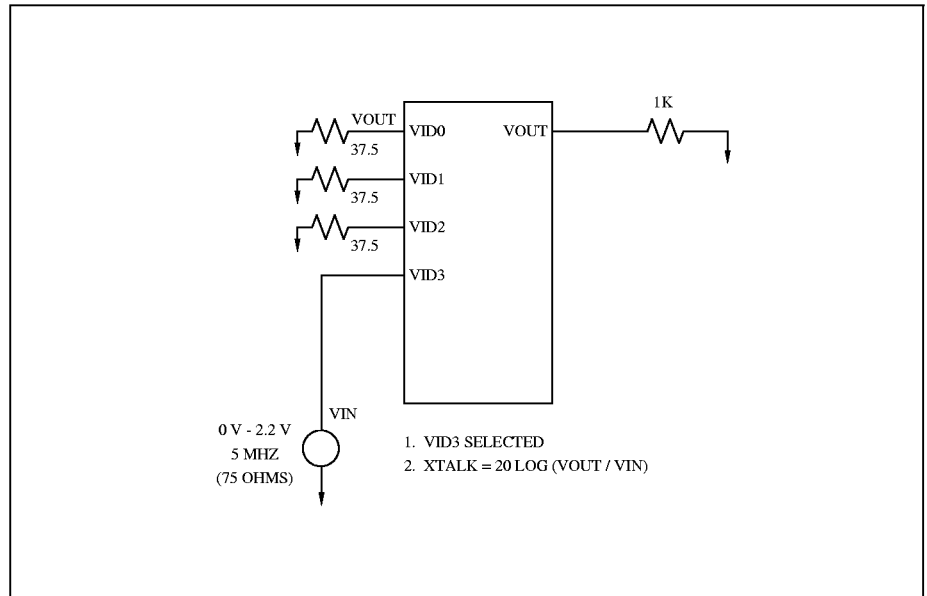 1K
VOUT
VID0
VOUT
37.5
VID1
37.5
VID2
37.5
VID3
VIN
0 V - 2.2 V
5 MHZ
(75 OHMS)
1. VID3 SELECTED
2. XTALK = 20 LOG (VOUT / VIN)